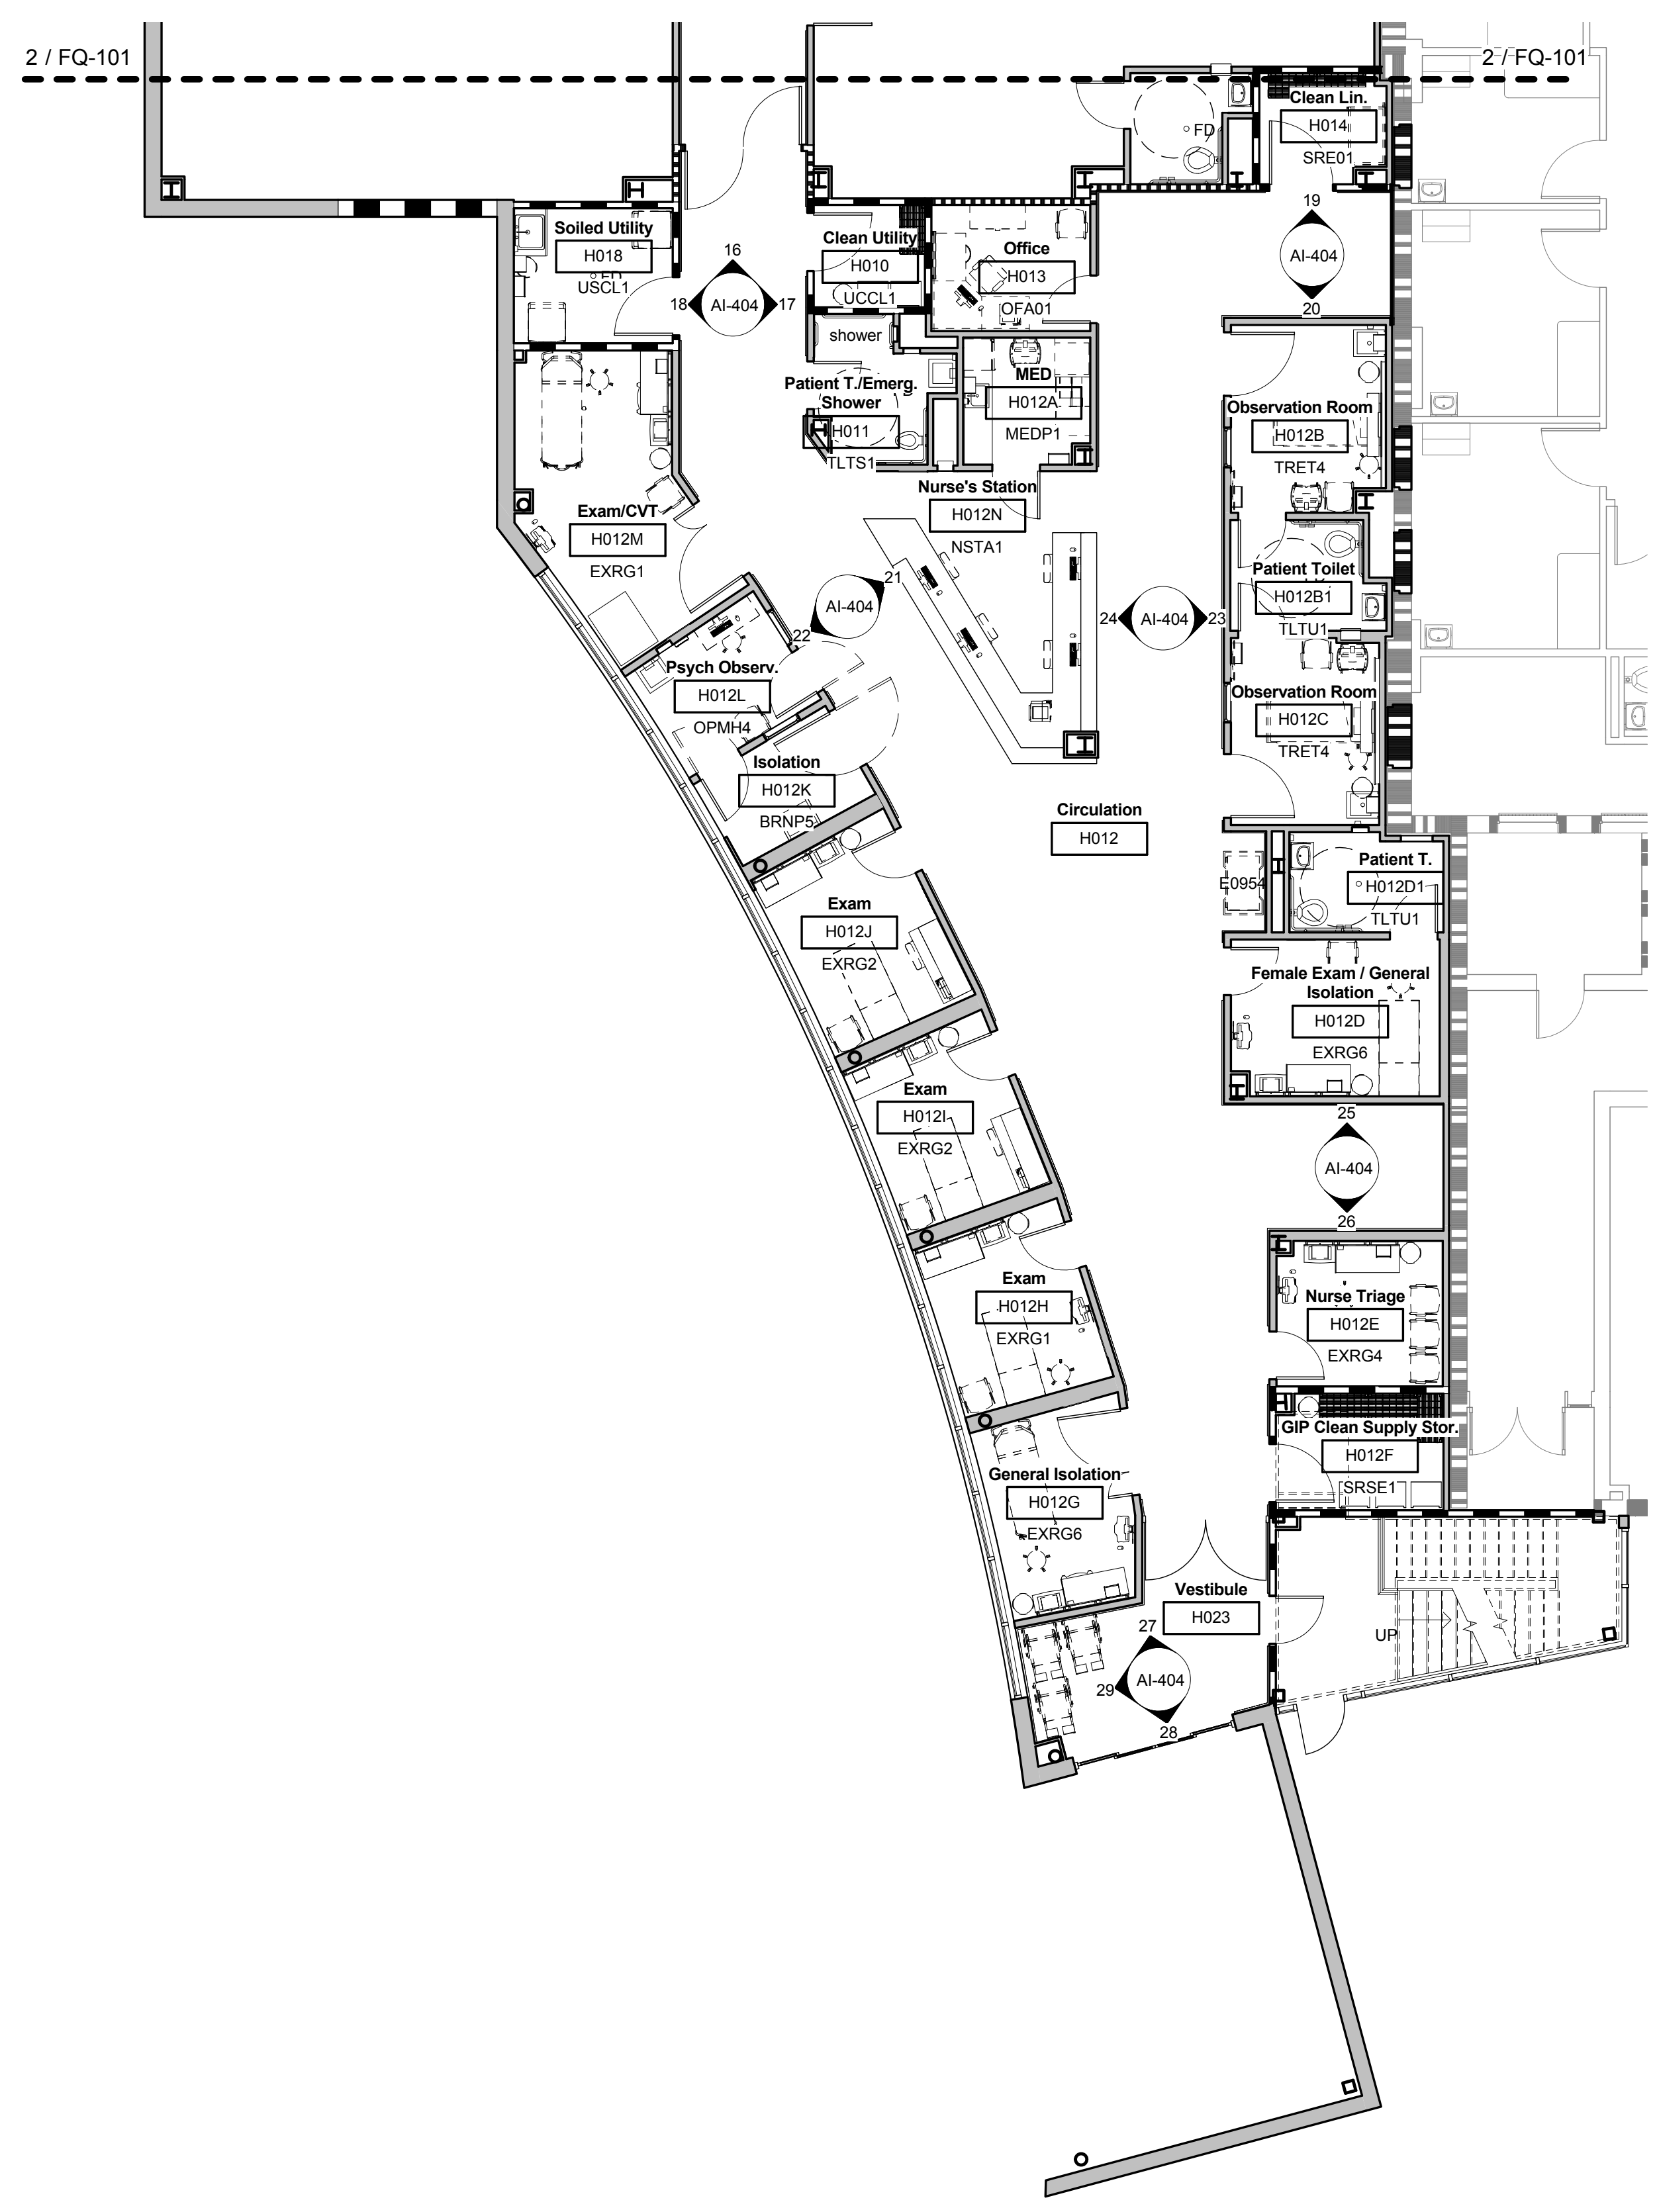 2 / FQ-101
2 / FQ-101
Clean Lin.
H014
SRE01
FD
19
AI-404
20
Soiled Utility
H018
FD
USCL1
16
18 AI-404 17
Clean Utility
H010
UCCL1
Office
H013
OFA01
shower
Patient T./Emerg.
Shower
H011
TLTS1
MED
H012A
MEDP1
Observation Room
H012B
TRET4
Nurse's Station
H012N
NSTA1
Exam/CVT
H012M
EXRG1
21
AI-404
22
24 AI-404 23
Patient Toilet
H012B1
TLTU1
Psych Observ.
H012L
OPMH4
Observation Room
H012C
TRET4
Isolation
H012K
BRNP5
Circulation
H012
E0954
Patient T.
H012D1
TLTU1
Exam
H012J
EXRG2
Female Exam / General
Isolation
H012D
EXRG6
Exam
H012I
EXRG2
25
AI-404
26
Exam
H012H
EXRG1
Nurse Triage
H012E
EXRG4
GIP Clean Supply Stor.
H012F
SRSE1
General Isolation
H012G
EXRG6
Vestibule
H023
UP
27
AI-404
29
28